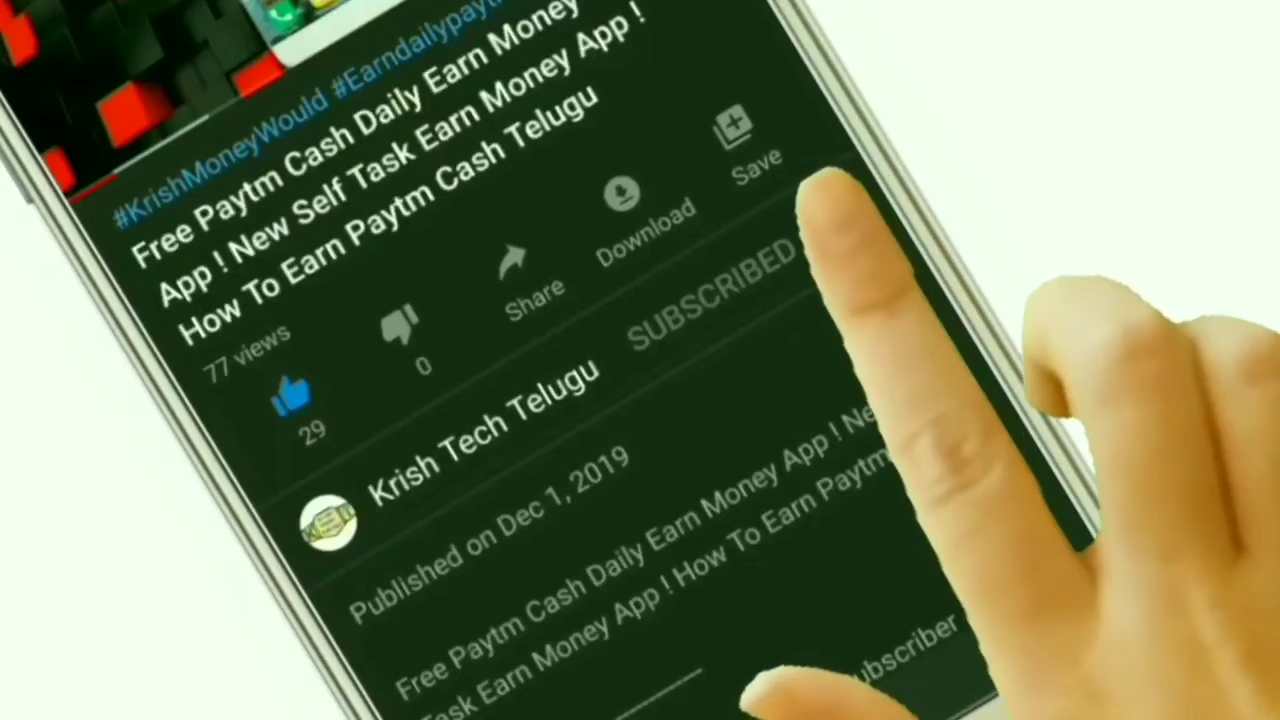 #KrishMoneyWould #Earndailypayt
Free Paytm Cash Daily Earn Money
App ! New Self Task Earn Money App !
How To Earn Paytm Cash Telugu
77 views
29
0
Share
Download
Save
Krish Tech Telugu
SUBSCRIBED
Published on Dec 1, 2019
Free Paytm Cash Daily Earn Money App ! Ne
Task Earn Money App ! How To Earn Paytm
ubscriber